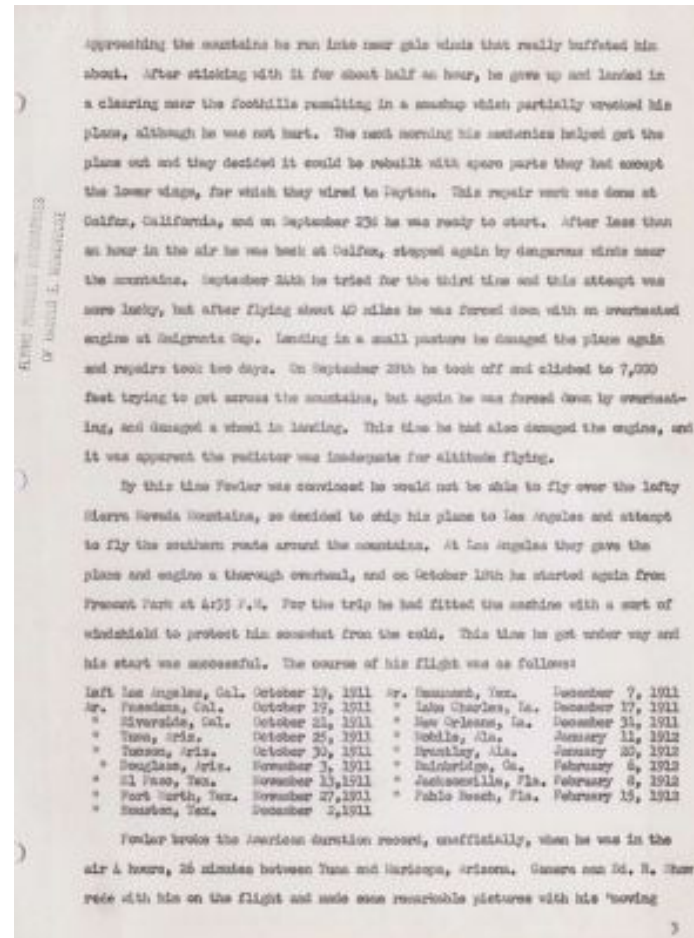 Approaching the mountains he run into near gale winds that really buffeted him
about. After sticking with it for about half an hour, he gave up and landed in
a clearing near the foothills resulting in a smashup which partially wrecked his
plane, although he was not hurt. The next morning his mechanics helped get the
plane out and they decided it could be rebuilt with spare parts they had except
the lower wings, for which they wired to Dayton. This repair work was done at
Colfax, California, and on September 23d he was ready to start. After less than
an hour in the air he was back at Colfax, stopped again by dangerous winds near
the mountains. September 24th he tried for the third time and this attempt was
more lucky, but after flying about 40 miles he was forced down with an overheated
engine at Emigrants Gap. Landing in a small pasture he damaged the plane again
and repairs took two days. On September 28th he took off and climbed to 7,000
feet trying to get across the mountains, but again he was forced down by overheat-
ing, and damaged a wheel in landing. This time he had also damaged the engine, and
it was apparent the radiator was inadequate for altitude flying.
By this time Fowler was convinced he would not be able to fly over the lofty
Sierra Nevada Mountains, so decided to ship his plane to Los Angeles and attempt
to fly the southern route around the mountains. At Los Angeles they gave the
plane and engine a thorough overhaul, and on October 19th he started again from
Fremont Park at 4:35 P.M. For the trip he had fitted the machine with a sort of
windshield to protect him somewhat from the cold. This time he got under way and
his start was successful. The course of his flight was as follows:
Left Los Angeles, Cal. October 19, 1911 Ar. Beaumont, Tex. December 7, 1911
Ar. Pasadena, Cal. October 19, 1911 " Lake Charles, La. December 17, 1911
" Riverside, Cal. October 21, 1911 " New Orleans, La. December 31, 1911
" Yuma, Ariz. October 25, 1911 " Mobile, Ala. January 11, 1912
" Tucson, Ariz. October 30, 1911 " Brantley, Ala. January 20, 1912
" Douglass, Ariz. November 3, 1911 " Bainbridge, Ga. February 6, 1912
" El Paso, Tex. November 13,1911 " Jacksonville, Fla. February 8, 1912
" Fort Worth, Tex. November 27,1911 " Pablo Beach, Fla. February 15, 1912
" Houston, Tex. December 2,1911
Fowler broke the American duration record, unofficially, when he was in the
air 4 hours, 26 minutes between Yuma and Maricopa, Arizona. Camera man Ed. R. Shaw
rode with him on the flight and made some remarkable pictures with his "moving
3